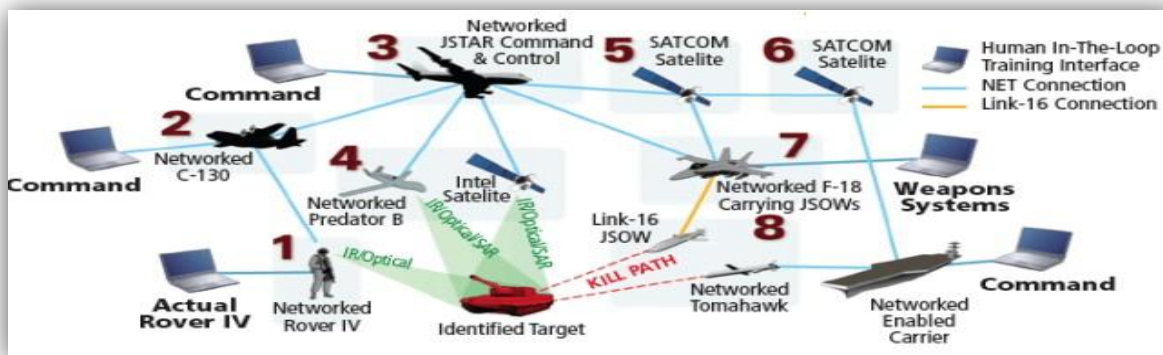 3
Networked
JSTAR Command
& Control
5
SATCOM
Satelite
6
SATCOM
Satelite
Human In-The-Loop
Training Interface
NET Connection
Link-16 Connection
Command
2
Networked
C-130
Command
4
Networked
Predator B
Intel
Satelite
7
Networked F-18
Carrying JSOWs
Weapons
Systems
IR/Optical/SAR
IR/Optical/SAR
Link-16
JSOW
8
1
IR/Optical
KILL PATH
Actual
Rover IV
Networked
Rover IV
Identified Target
Networked
Tomahawk
Networked
Enabled
Carrier
Command